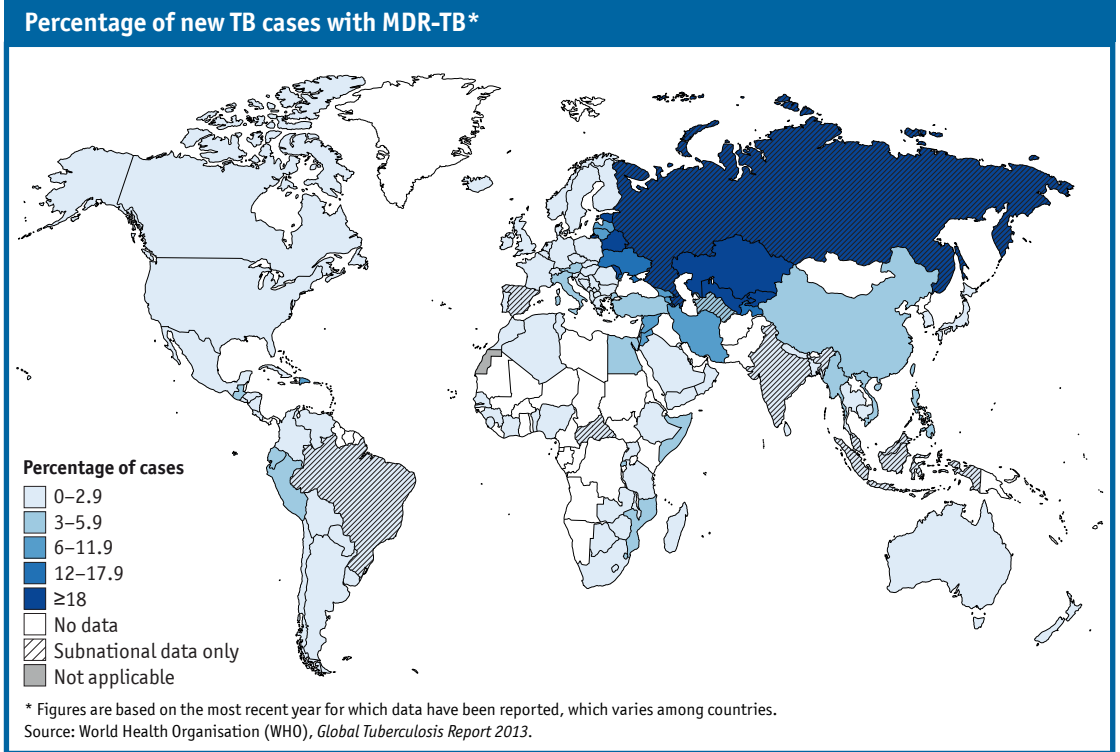 Percentage of new TB cases with MDR-TB*
Percentage of cases
0–2.9
3–5.9
6–11.9
12–17.9
≥18
No data
Subnational data only
Not applicable
* Figures are based on the most recent year for which data have been reported, which varies among countries.
Source: World Health Organisation (WHO), Global Tuberculosis Report 2013.